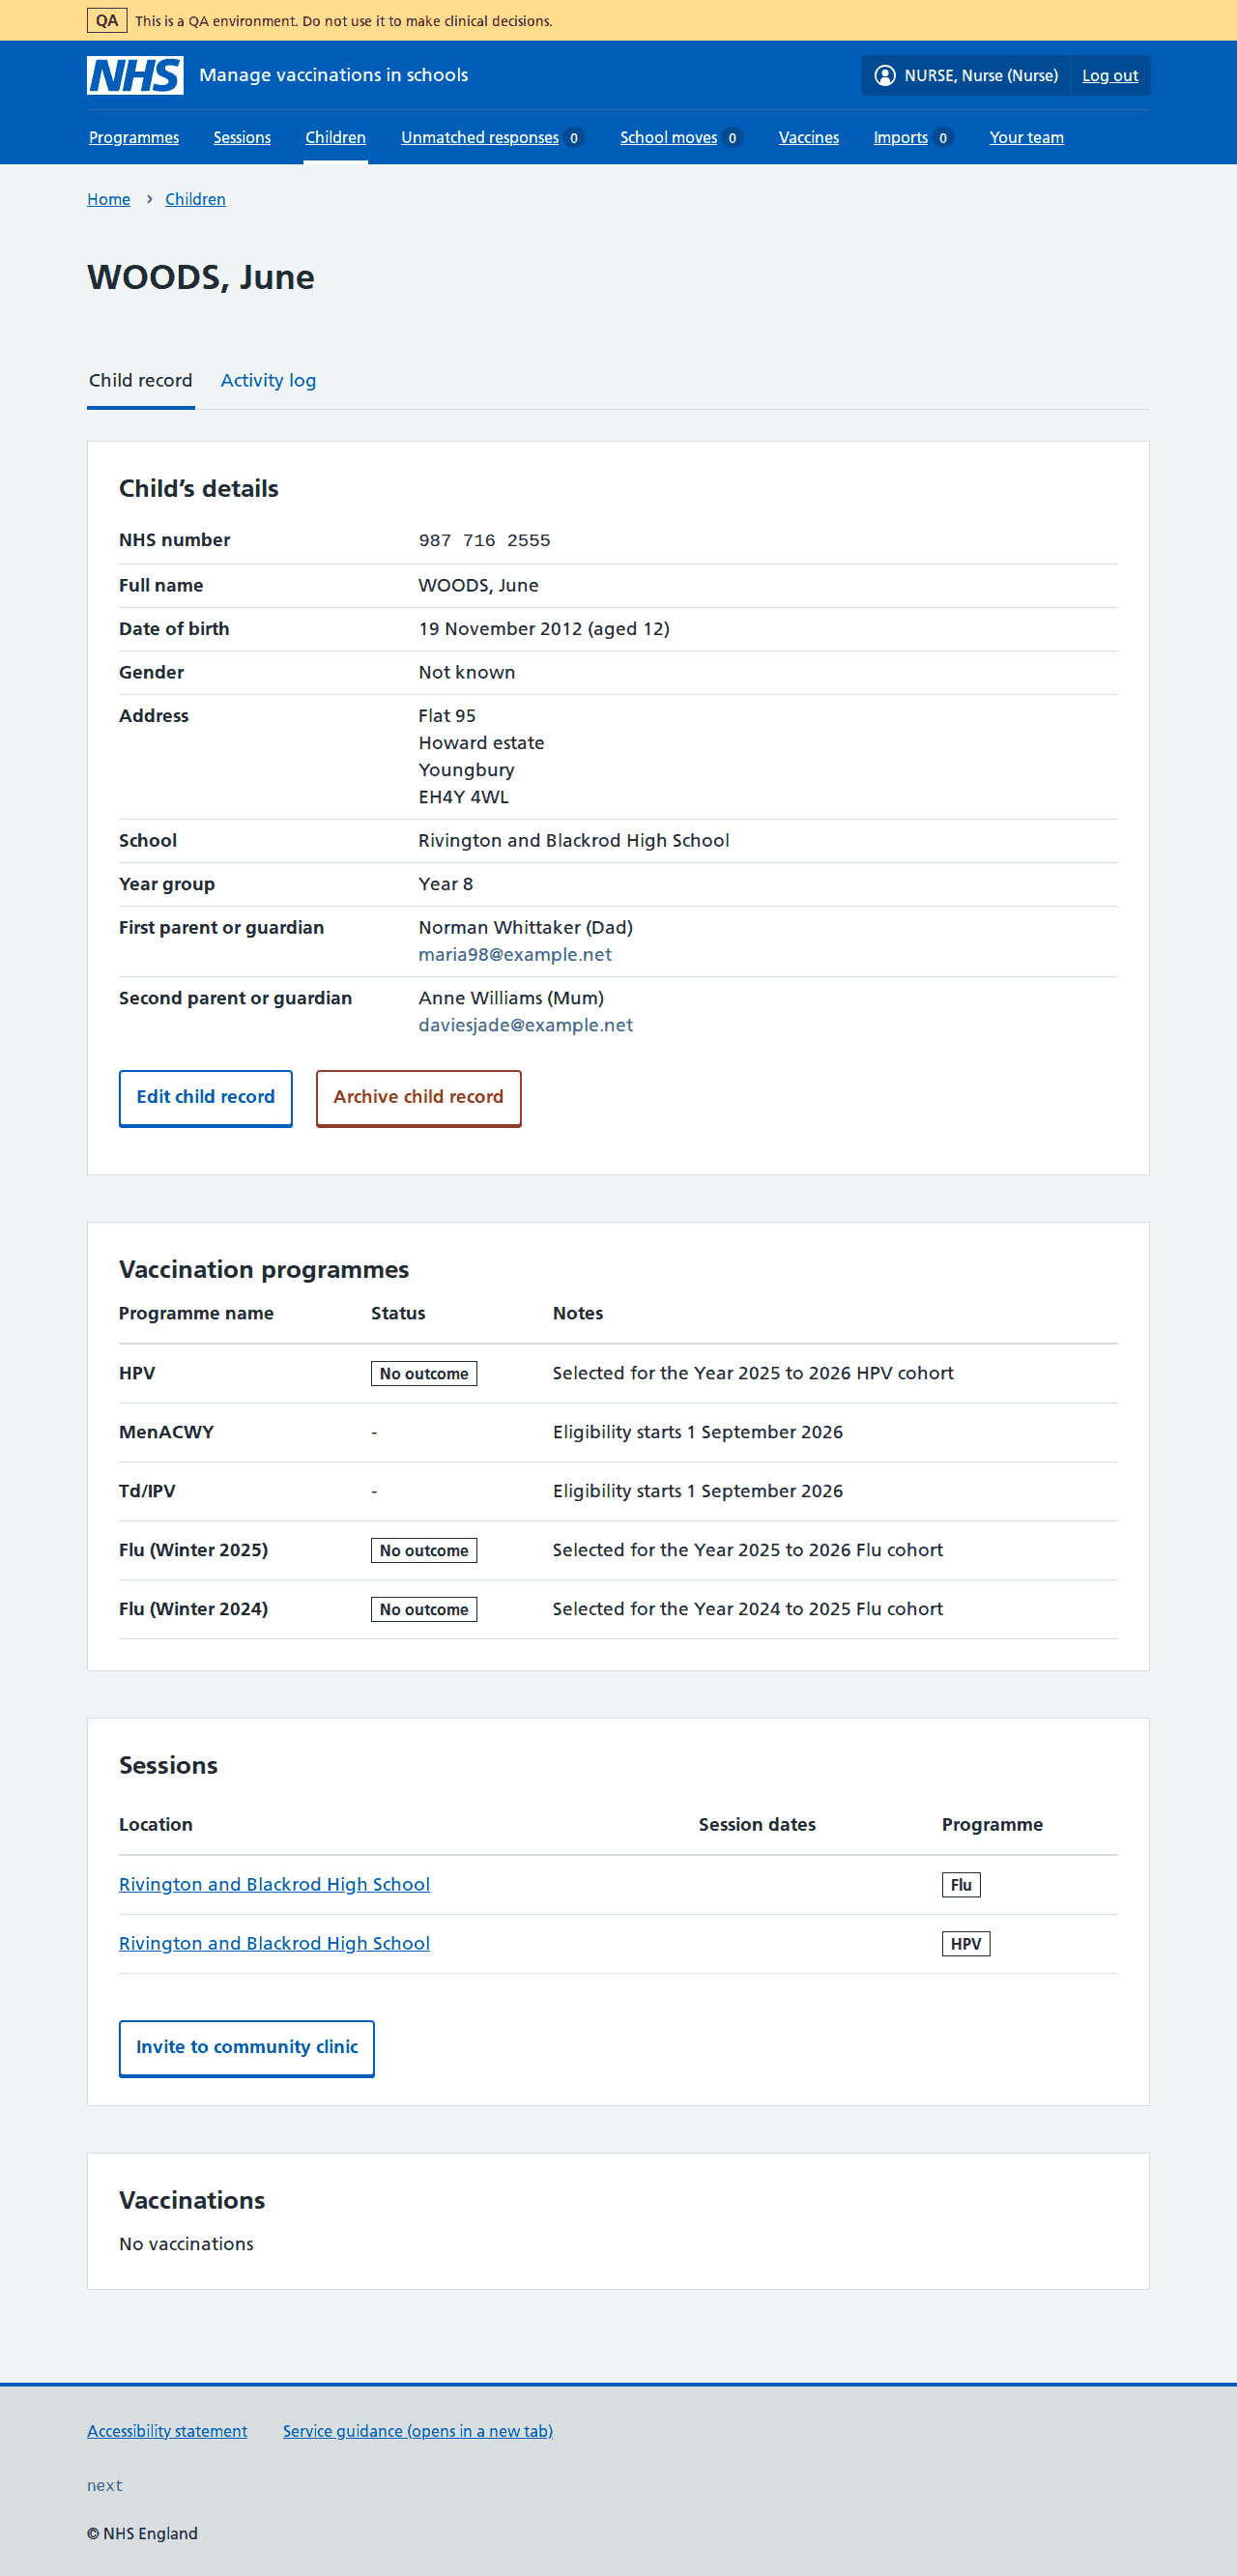 QA This is a QA environment. Do not use it to make clinical decisions.
NHS Manage vaccinations in schools NURSE, Nurse (Nurse) Log out
Programmes Sessions Children Unmatched responses 0 School moves 0 Vaccines Imports 0 Your team
Home › Children
WOODS, June
Child record Activity log
Child’s details
NHS number 987 716 2555
Full name WOODS, June
Date of birth 19 November 2012 (aged 12)
Gender Not known
Address Flat 95
Howard estate
Youngbury
EH4Y 4WL
School Rivington and Blackrod High School
Year group Year 8
First parent or guardian Norman Whittaker (Dad)
maria98@example.net
Second parent or guardian Anne Williams (Mum)
daviesjade@example.net
Edit child record Archive child record
Vaccination programmes
Programme name Status Notes
HPV No outcome Selected for the Year 2025 to 2026 HPV cohort
MenACWY - Eligibility starts 1 September 2026
Td/IPV - Eligibility starts 1 September 2026
Flu (Winter 2025) No outcome Selected for the Year 2025 to 2026 Flu cohort
Flu (Winter 2024) No outcome Selected for the Year 2024 to 2025 Flu cohort
Sessions
Location Session dates Programme
Rivington and Blackrod High School Flu
Rivington and Blackrod High School HPV
Invite to community clinic
Vaccinations
No vaccinations
Accessibility statement Service guidance (opens in a new tab)
next
© NHS England